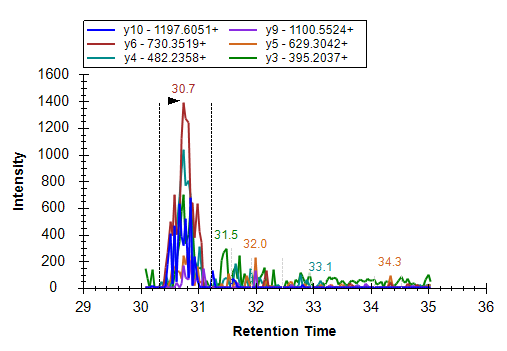 y10 - 1197.6051+ y9 - 1100.5524+
y6 - 730.3519+ y5 - 629.3042+
y4 - 482.2358+ y3 - 395.2037+
1600
30.7
1400
1200
1000
800
600
31.5
400
32.0
33.1
34.3
200
0
Intensity
29 30 31 32 33 34 35 36
Retention Time